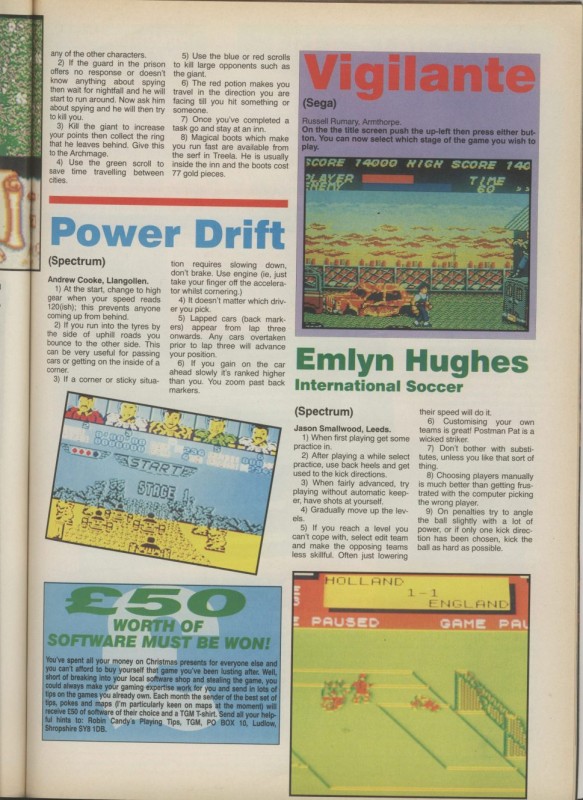 any of the other characters.
2) If the guard in the prison
offers no response or doesn't
know anything about spying
then wait for nightfall and he will
start to run around. Now ask him
about spying and he will then try
to kill you.
3) Kill the giant to increase
your points then collect the ring
that he leaves behind. Give this
to the Archmage.
4) Use the green scroll to
save time travelling between
cities.
5) Use the blue or red scrolls
to kill large opponents such as
the giant.
6) The red potion makes you
travel in the direction you are
facing till you hit something or
someone.
7) Once you've completed a
task go and stay at an inn.
8) Magical boots which make
you run fast are available from
the serf in Treela. He is usually
inside the inn and the boots cost
77 gold pieces.
Power Drift
(Spectrum)
Andrew Cooke, Llangollen.
1) At the start, change to high
gear when your speed reads
120(ish); this prevents anyone
coming up from behind.
2) If you run into the tyres by
the side of uphill roads you
bounce to the other side. This
can be very useful for passing
cars or getting on the inside of a
corner.
3) If a corner or sticky situa-
tion requires slowing down,
don't brake. Use engine (ie, just
take your finger off the accelera-
tor whilst cornering.)
4) It doesn't matter which driv-
er you pick.
5) Lapped cars (back mark-
ers) appear from lap three
onwards. Any cars overtaken
prior to lap three will advance
your position.
6) If you gain on the car
ahead slowly it's ranked higher
than you. You zoom past back
markers.
START
STAGE 1
£50
WORTH OF
SOFTWARE MUST BE WON!
You've spent all your money on Christmas presents for everyone else and
you can't afford to buy yourself that game you've been lusting after. Well,
short of breaking into your local software shop and stealing the game, you
could always make your gaming expertise work for you and send in lots of
tips on the games you already own. Each month the sender of the best set of
tips, pokes and maps (I'm particularly keen on maps at the moment) will
receive £50 of software of their choice and a TGM T-shirt. Send all your help-
ful hints to: Robin Candy's Playing Tips, TGM, PO BOX 10, Ludlow,
Shropshire SY8 1DB.
Vigilante
(Sega)
Russell Rumary, Armthorpe.
On the the title screen push the up-left then press either but-
ton. You can now select which stage of the game you wish to
play.
SCORE 14000 HIGH SCORE 140
PLAYER TIME
ENEMY 60 >>
Emlyn Hughes
International Soccer
(Spectrum)
Jason Smallwood, Leeds.
1) When first playing get some
practice in.
2) After playing a while select
practice, use back heels and get
used to the kick directions.
3) When fairly advanced, try
playing without automatic keep-
er, have shots at yourself.
4) Gradually move up the lev-
els.
5) If you reach a level you
can't cope with, select edit team
and make the opposing teams
less skillful. Often just lowering
their speed will do it.
6) Customising your own
teams is great! Postman Pat is a
wicked striker.
7) Don't bother with substi-
tutes, unless you like that sort of
thing.
8) Choosing players manually
is much better than getting frus-
trated with the computer picking
the wrong player.
9) On penalties try to angle
the ball slightly with a lot of
power, or if only one kick direc-
tion has been chosen, kick the
ball as hard as possible.
HOLLAND
1-1
ENGLAND
PAUSED GAME PAU